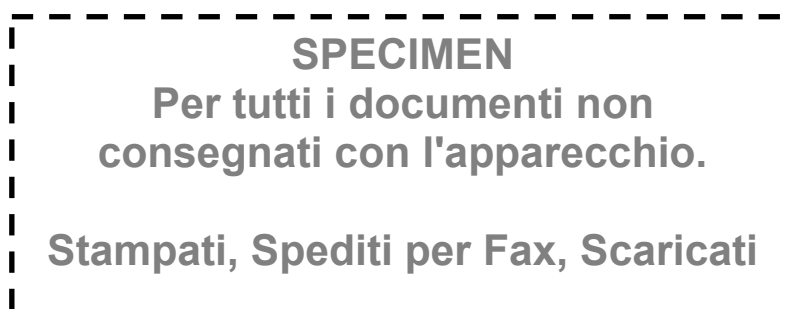 SPECIMEN
Per tutti i documenti non
consegnati con l'apparecchio.
Stampati, Spediti per Fax, Scaricati